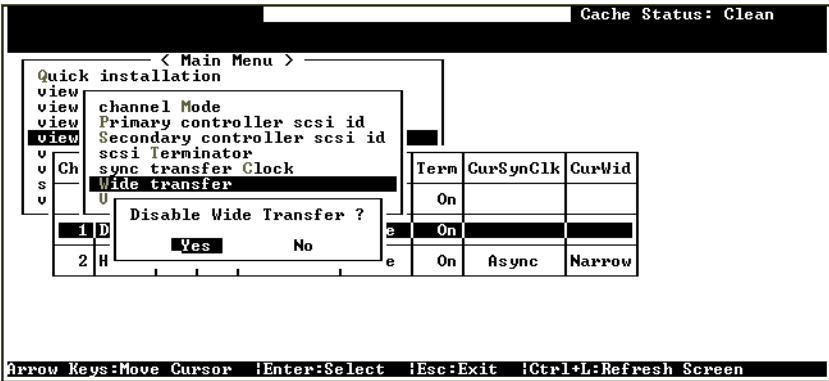 Cache Status: Clean
< Main Menu >
Quick installation
view
view
view
view
v
v
s
v
channel Mode
Primary controller scsi id
Secondary controller scsi id
scsi Terminator
sync transfer Clock
Wide transfer
V
Ch Term CurSynClk CurWid
On
1 D e On
2 H e On Async Narrow
Disable Wide Transfer ?
Yes No
Arrow Keys:Move Cursor |Enter:Select |Esc:Exit |Ctrl+L:Refresh Screen